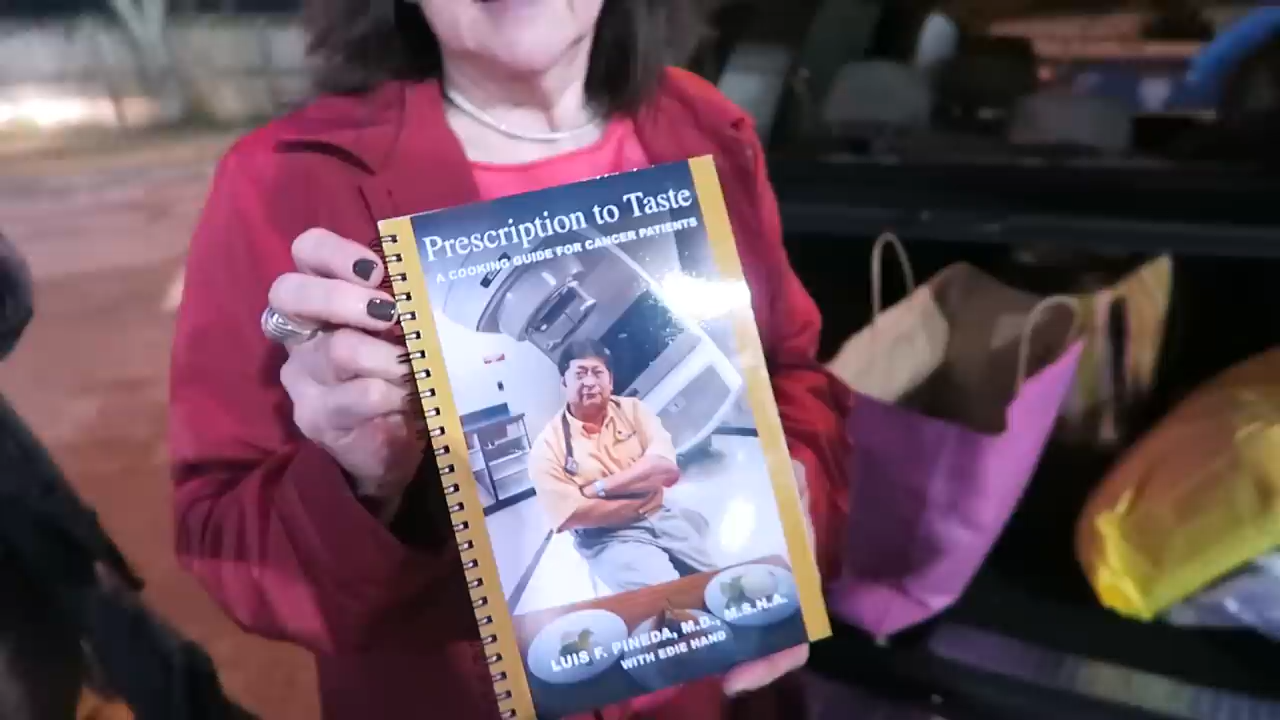 Prescription to Taste
A COOKING GUIDE FOR CANCER PATIENTS
LUIS F. PINEDA, M.D., M.S.H.A.
WITH EDIE HAND